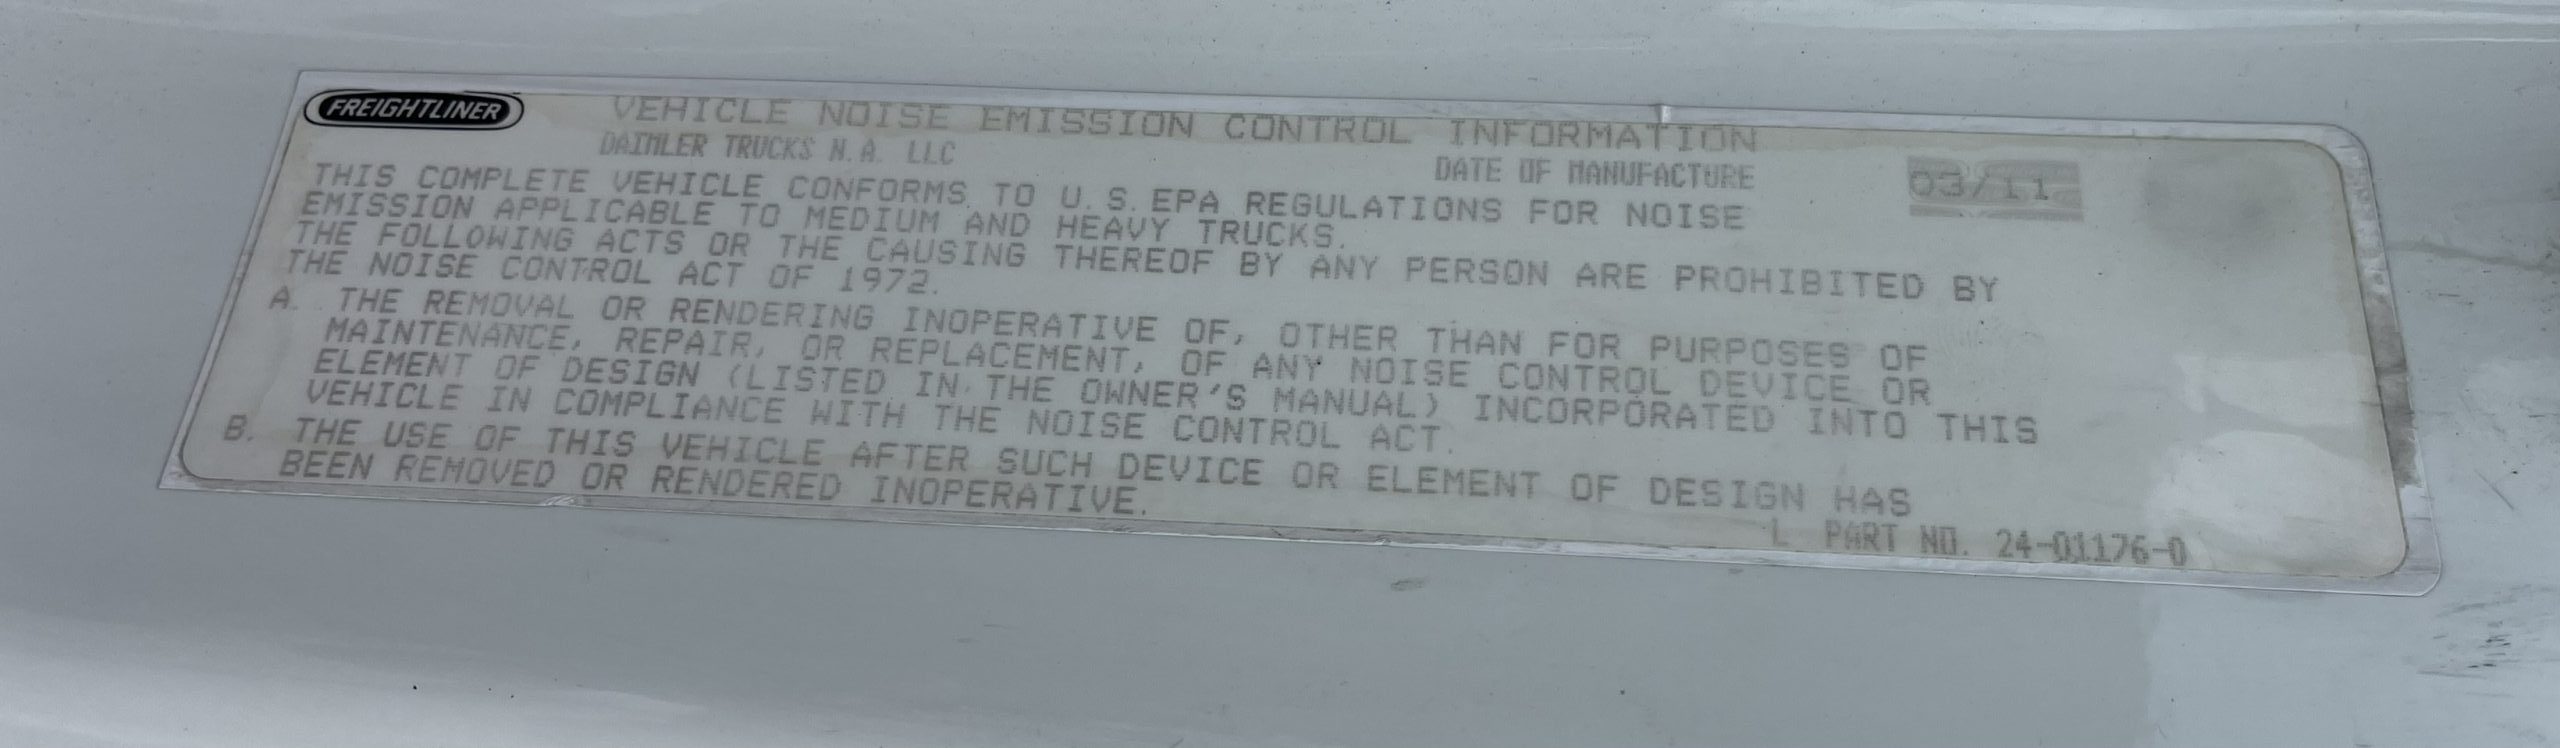 FREIGHTLINER VEHICLE NOISE EMISSION CONTROL INFORMATION
DAIMLER TRUCKS N.A. LLC DATE OF MANUFACTURE 03/11
THIS COMPLETE VEHICLE CONFORMS TO U.S. EPA REGULATIONS FOR NOISE
EMISSION APPLICABLE TO MEDIUM AND HEAVY TRUCKS.
THE FOLLOWING ACTS OR THE CAUSING THEREOF BY ANY PERSON ARE PROHIBITED BY
THE NOISE CONTROL ACT OF 1972.
A. THE REMOVAL OR RENDERING INOPERATIVE OF, OTHER THAN FOR PURPOSES OF
MAINTENANCE, REPAIR, OR REPLACEMENT, OF ANY NOISE CONTROL DEVICE OR
ELEMENT OF DESIGN (LISTED IN THE OWNER'S MANUAL) INCORPORATED INTO THIS
VEHICLE IN COMPLIANCE WITH THE NOISE CONTROL ACT.
B. THE USE OF THIS VEHICLE AFTER SUCH DEVICE OR ELEMENT OF DESIGN HAS
BEEN REMOVED OR RENDERED INOPERATIVE.
L PART NO. 24-01176-0